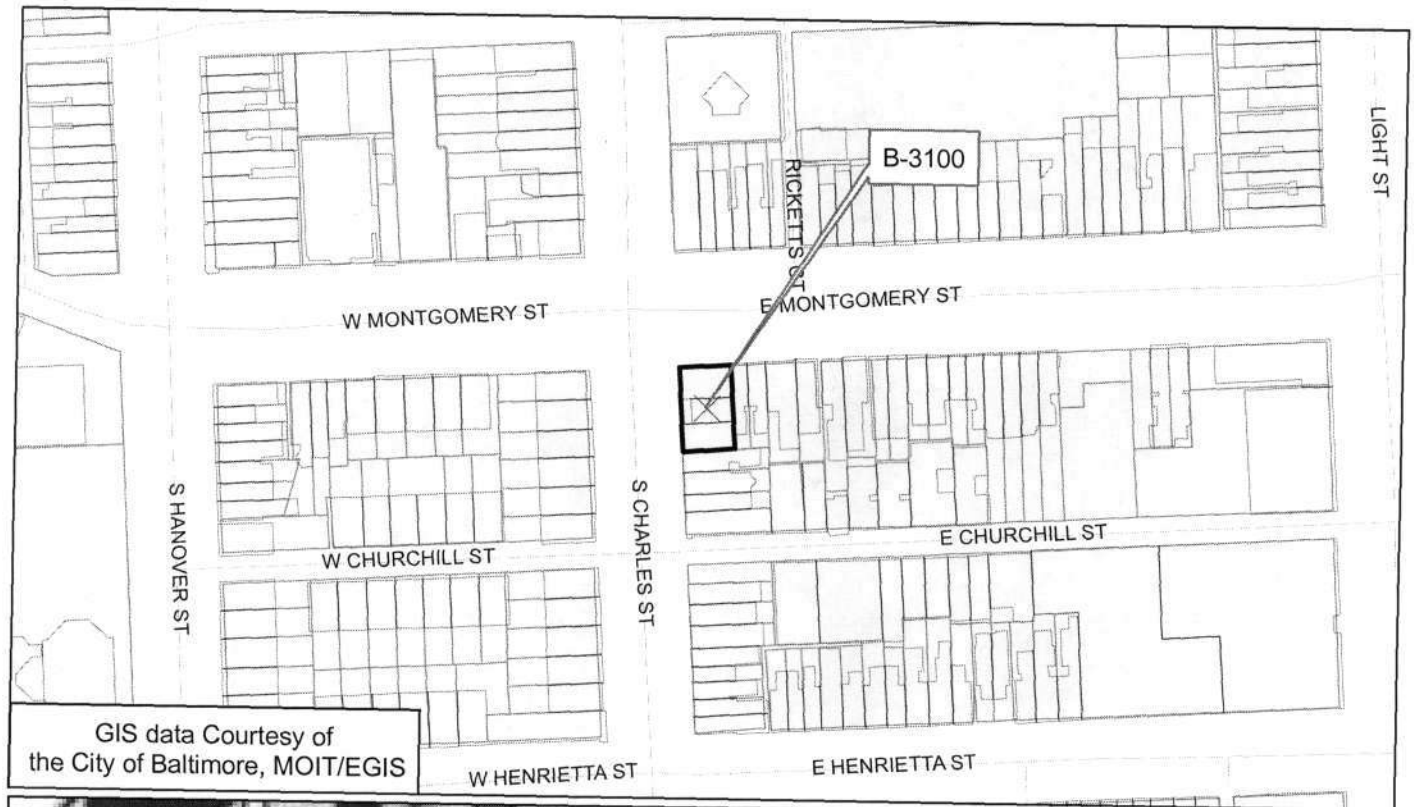 LIGHT ST
B-3100
RICKETTS CT
W MONTGOMERY ST
E MONTGOMERY ST
S HANOVER ST
S CHARLES ST
W CHURCHILL ST
E CHURCHILL ST
GIS data Courtesy of
the City of Baltimore, MOIT/EGIS
W HENRIETTA ST
E HENRIETTA ST